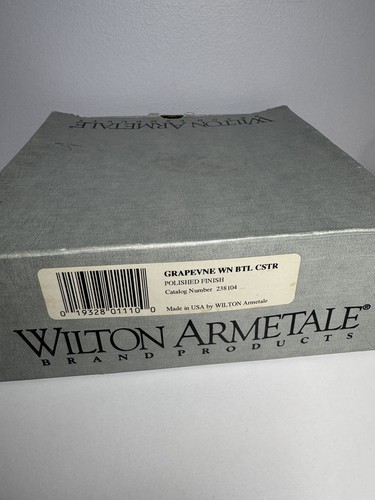 WILTON ARMETALE
GRAPEVNE WN BTL CSTR
POLISHED FINISH
Catalog Number 238104
0 19328 01110 0
Made in USA by WILTON Armetale
WILTON ARMETALE®
BRAND PRODUCTS